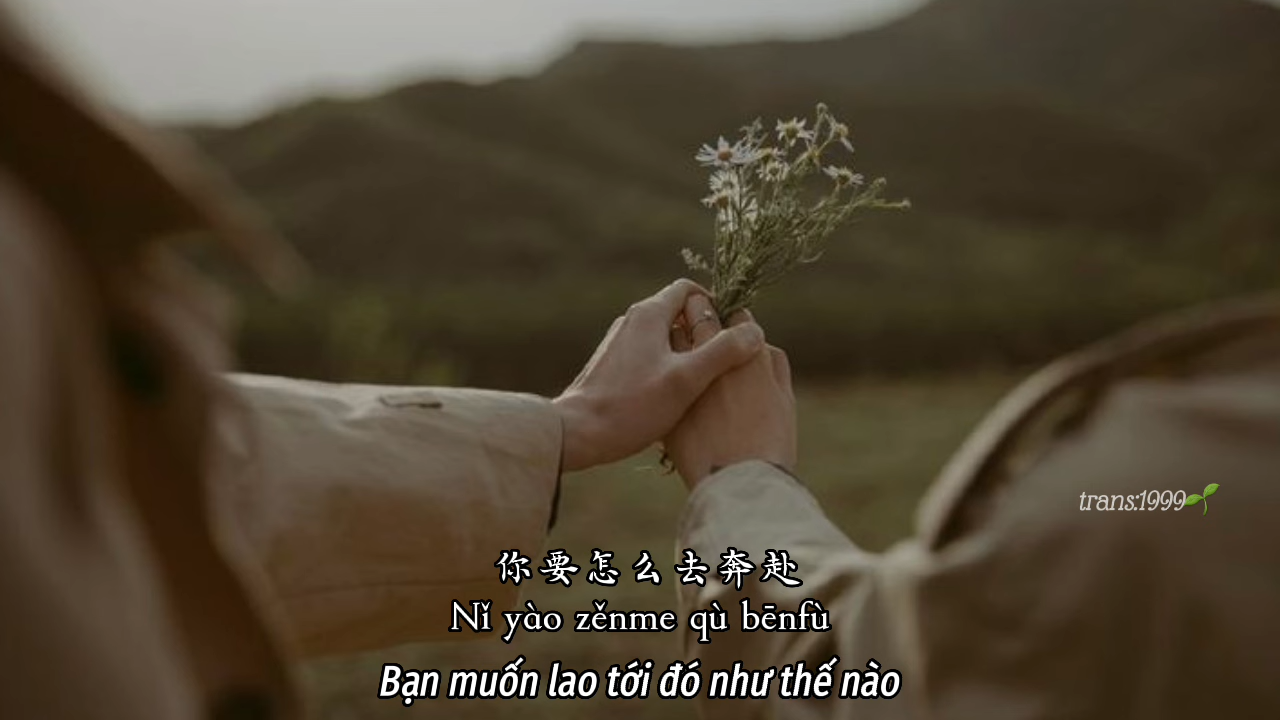 trans:1999
你要怎么去奔赴
Nǐ yào zěnme qù bēnfù
Bạn muốn lao tới đó như thế nào